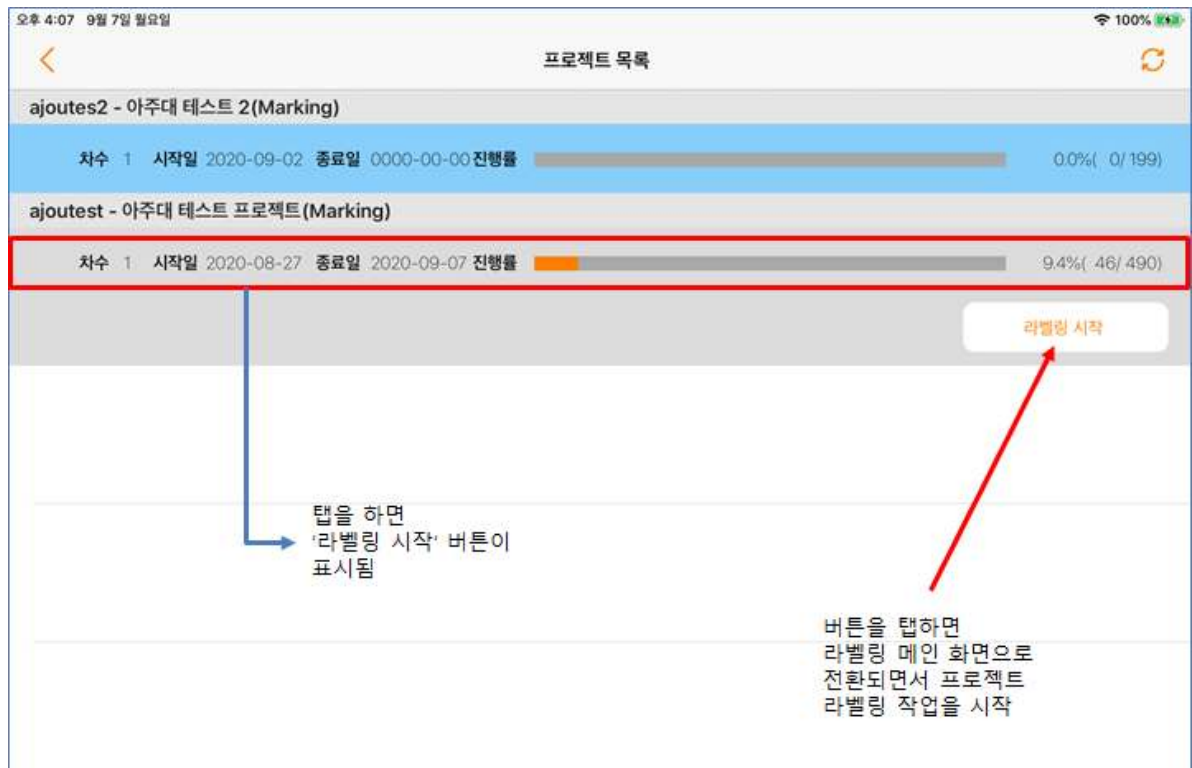 오후 4:07 9월 7일 월요일 100%
프로젝트 목록
ajoutes2 - 아주대 테스트 2(Marking)
차수 1 시작일 2020-09-02 종료일 0000-00-00 진행률 0.0%( 0/ 199)
ajoutest - 아주대 테스트 프로젝트(Marking)
차수 1 시작일 2020-08-27 종료일 2020-09-07 진행률 9.4%( 46/ 490)
라벨링 시작
탭을 하면
'라벨링 시작' 버튼이
표시됨
버튼을 탭하면
라벨링 메인 화면으로
전환되면서 프로젝트
라벨링 작업을 시작